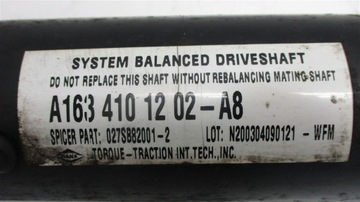 SYSTEM BALANCED DRIVESHAFT
DO NOT REPLACE THIS SHAFT WITHOUT REBALANCING MATING SHAFT
A163 410 12 02-A8
SPICER PART: 027SB82001-2 LOT: N200304090121 -WFM
DANA TORQUE-TRACTION INT.TECH.,INC.